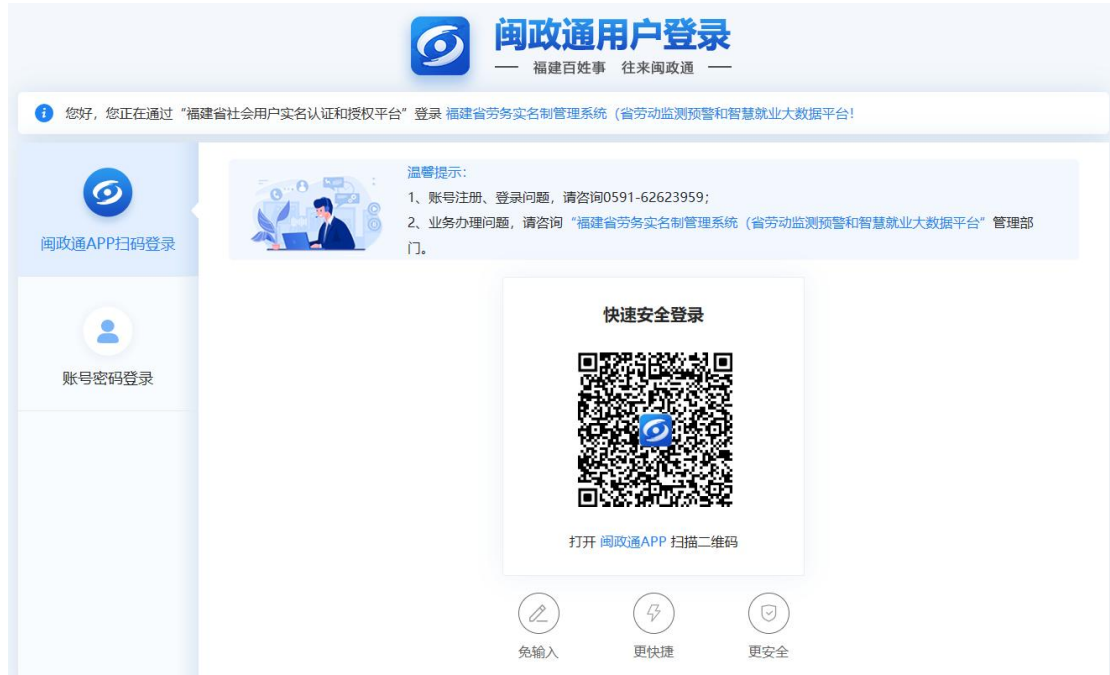 闽政通用户登录
福建百姓事 往来闽政通
您好，您正在通过“福建省社会用户实名认证和授权平台”登录 福建省劳务实名制管理系统（省劳动监测预警和智慧就业大数据平台！
闽政通APP扫码登录
账号密码登录
温馨提示：
1、账号注册、登录问题，请咨询0591-62623959；
2、业务办理问题，请咨询“福建省劳务实名制管理系统（省劳动监测预警和智慧就业大数据平台”管理部
门。
快速安全登录
打开 闽政通APP 扫描二维码
免输入
更快捷
更安全